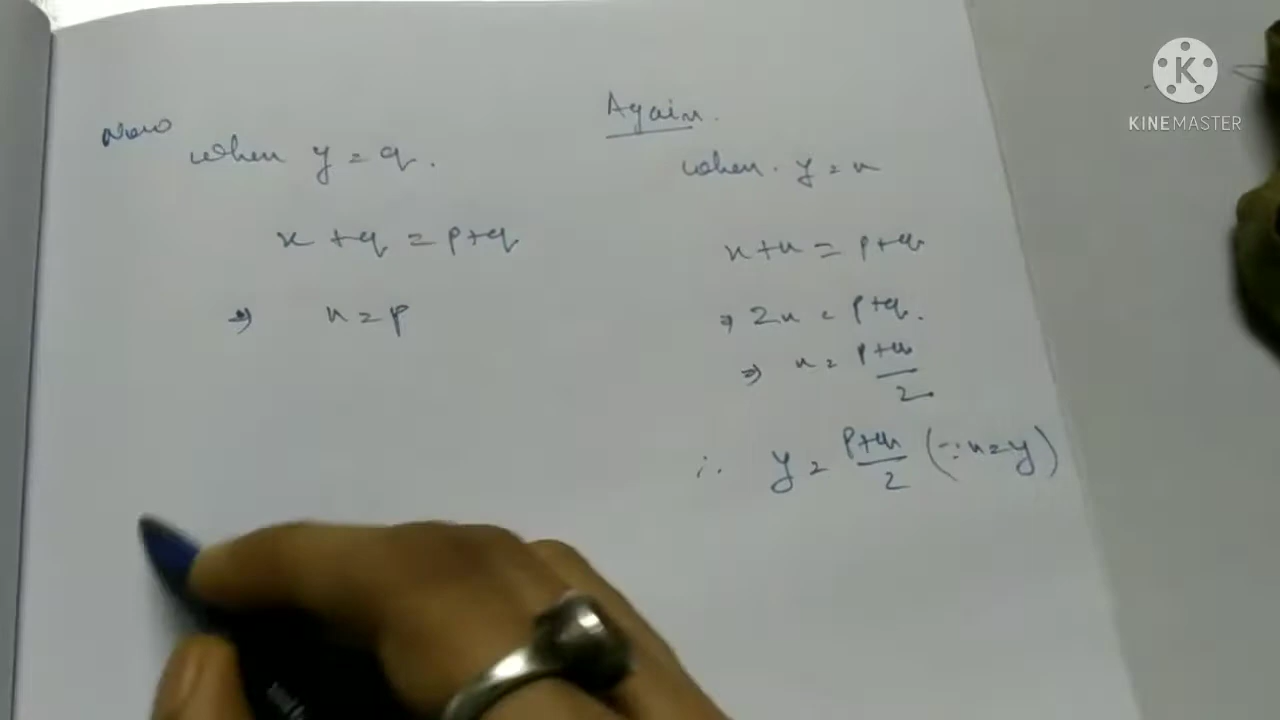 Now
when y = q.
x + q = p+q
⇒ x = p
Again.
when. y = x
x + x = p+q
⇒ 2x = p+q.
⇒ x = p+q/2
∴ y = p+q/2 (∵ x=y)
K
KINEMASTER